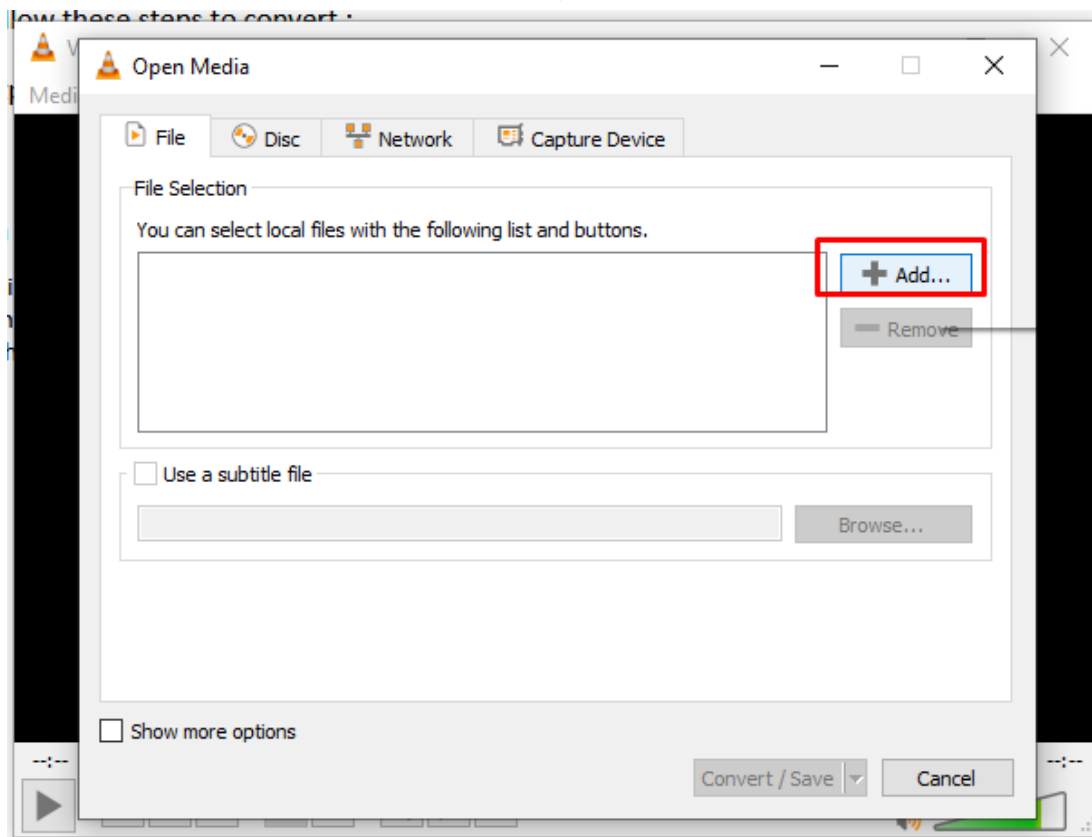 low these steps to convert :
Open Media
Medi
File
Disc
Network
Capture Device
File Selection
You can select local files with the following list and buttons.
Add...
Remove
Use a subtitle file
Browse...
Show more options
--:--
--:--
Convert / Save
Cancel